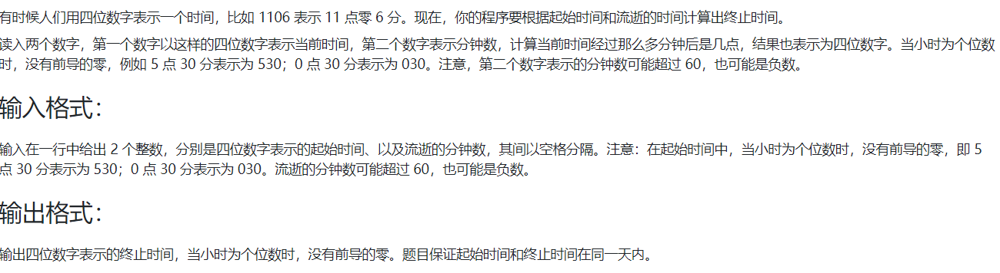 有时候人们用四位数字表示一个时间，比如 1106 表示 11 点零 6 分。现在，你的程序要根据起始时间和流逝的时间计算出终止时间。
读入两个数字，第一个数字以这样的四位数字表示当前时间，第二个数字表示分钟数，计算当前时间经过那么多分钟后是几点，结果也表示为四位数字。当小时为个位数
时，没有前导的零，例如 5 点 30 分表示为 530；0 点 30 分表示为 030。注意，第二个数字表示的分钟数可能超过 60，也可能是负数。
输入格式：
输入在一行中给出 2 个整数，分别是四位数字表示的起始时间、以及流逝的分钟数，其间以空格分隔。注意：在起始时间中，当小时为个位数时，没有前导的零，即 5
点 30 分表示为 530；0 点 30 分表示为 030。流逝的分钟数可能超过 60，也可能是负数。
输出格式：
输出四位数字表示的终止时间，当小时为个位数时，没有前导的零。题目保证起始时间和终止时间在同一天内。